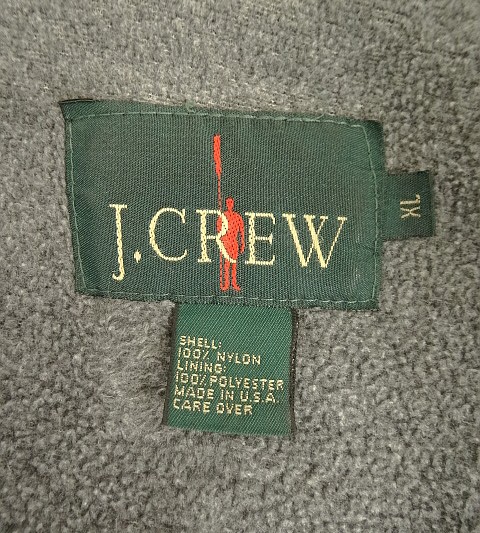 J.CREW
XL
SHELL:
100% NYLON
LINING:
100% POLYESTER
MADE IN U.S.A.
CARE OVER